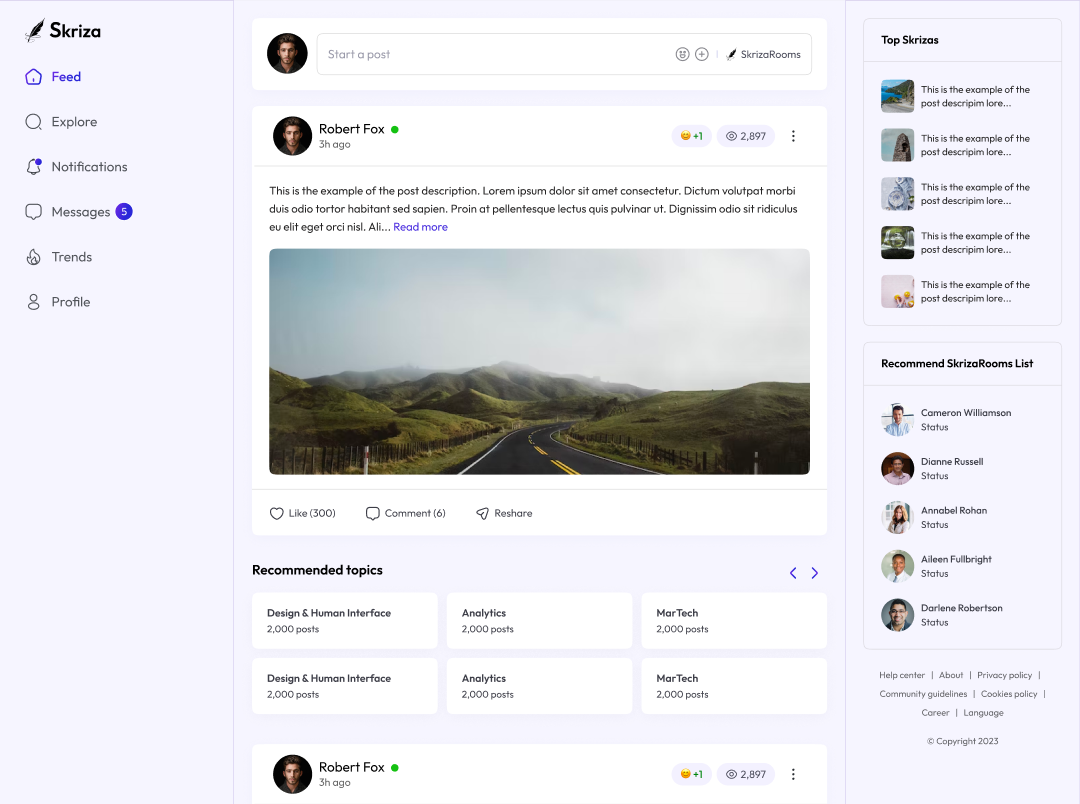 Skriza
Feed
Explore
Notifications
Messages 5
Trends
Profile
Start a post
SkrizaRooms
Robert Fox
3h ago
+1
2,897
This is the example of the post description. Lorem ipsum dolor sit amet consectetur. Dictum volutpat morbi
duis odio tortor habitant sed sapien. Proin at pellentesque lectus quis pulvinar ut. Dignissim odio sit ridiculus
eu elit eget orci nisl. Ali... Read more
Like (300)
Comment (6)
Reshare
Recommended topics
Design & Human Interface
2,000 posts
Analytics
2,000 posts
MarTech
2,000 posts
Design & Human Interface
2,000 posts
Analytics
2,000 posts
MarTech
2,000 posts
Robert Fox
3h ago
+1
2,897
Top Skrizas
This is the example of the
post descripim lore...
This is the example of the
post descripim lore...
This is the example of the
post descripim lore...
This is the example of the
post descripim lore...
This is the example of the
post descripim lore...
Recommend SkrizaRooms List
Cameron Williamson
Status
Dianne Russell
Status
Annabel Rohan
Status
Aileen Fullbright
Status
Darlene Robertson
Status
Help center | About | Privacy policy |
Community guidelines | Cookies policy |
Career | Language
© Copyright 2023